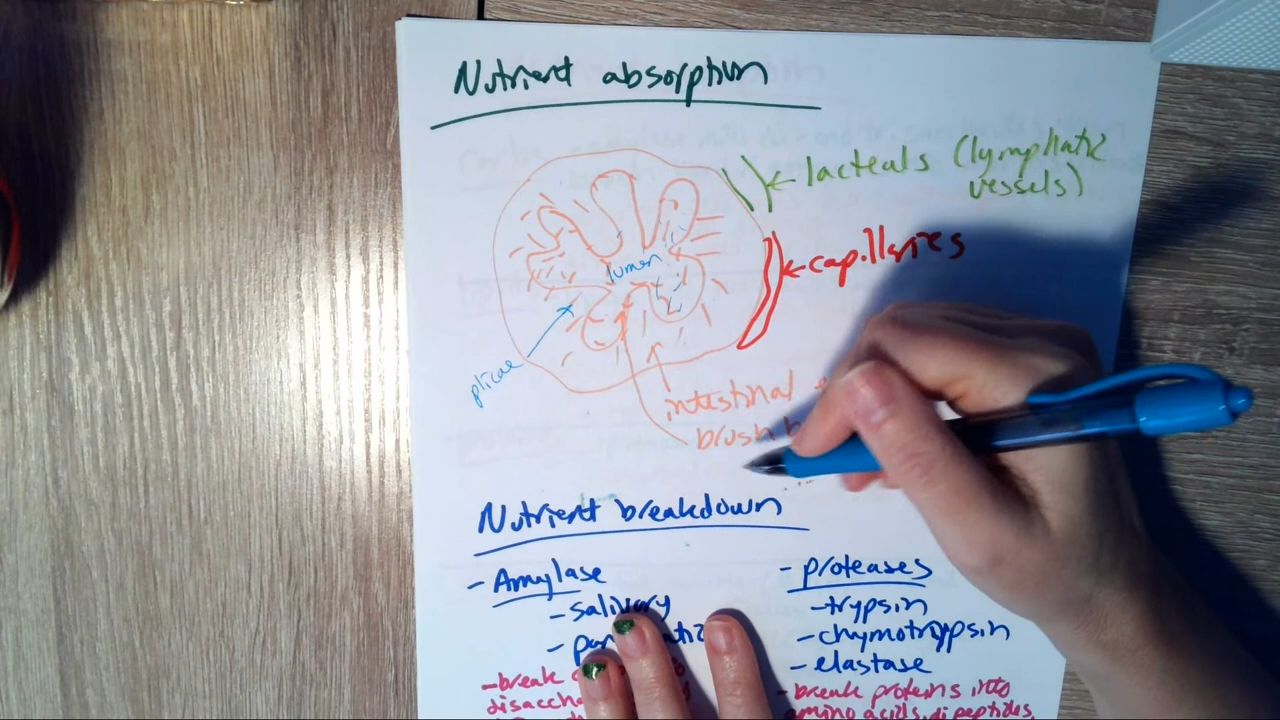 Nutrient absorption
lacteals (lymphatic
vessels)
capillaries
lumen
plicae
intestinal
brush
Nutrient breakdown
- Amylase
- salivary
- proteases
- trypsin
- chymotrypsin
- elastase
- break
- break proteins into
amino acids, dipeptides,